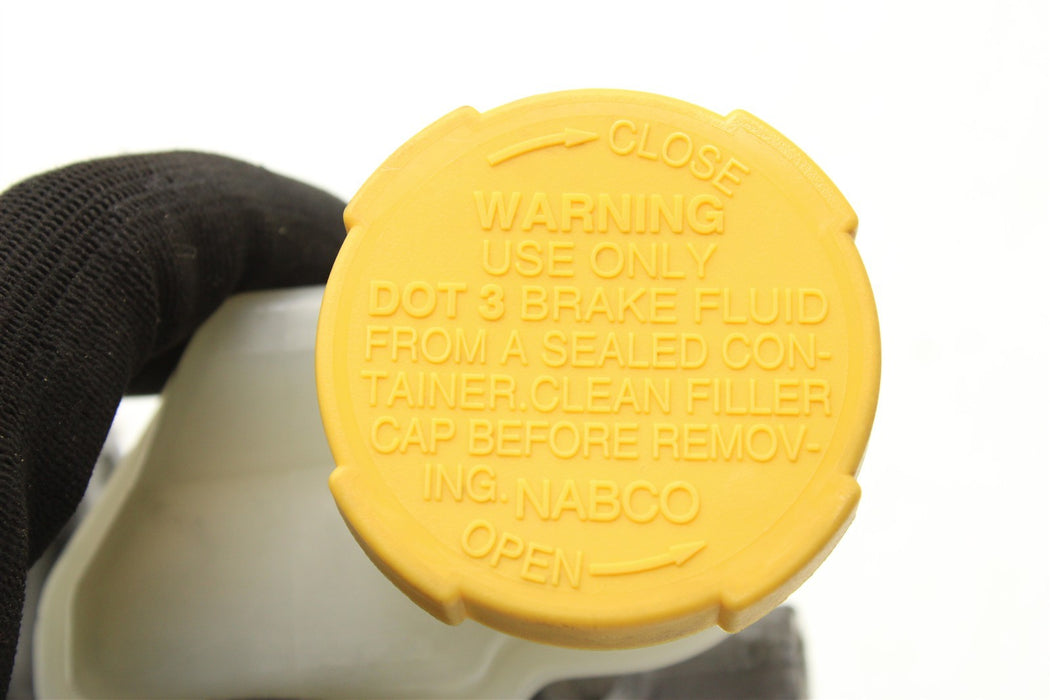 CLOSE
WARNING
USE ONLY
DOT 3 BRAKE FLUID
FROM A SEALED CON-
TAINER.CLEAN FILLER
CAP BEFORE REMOV-
ING. NABCO
OPEN